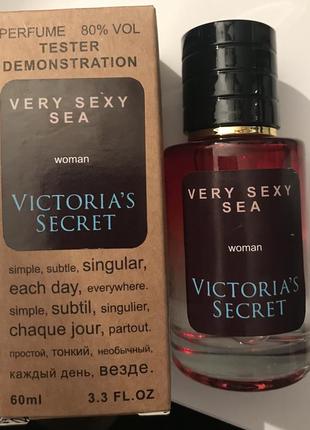 PERFUME 80% VOL
TESTER
DEMONSTRATION
VERY SEXY
SEA
woman
VICTORIA'S
SECRET
simple, subtle, singular,
each day, everywhere.
simple, subtil, singulier,
chaque jour, partout.
простой, тонкий, необычный,
каждый день, везде.
60ml 3.3 FL.OZ
VERY SEXY
SEA
woman
VICTORIA'S
SECRET